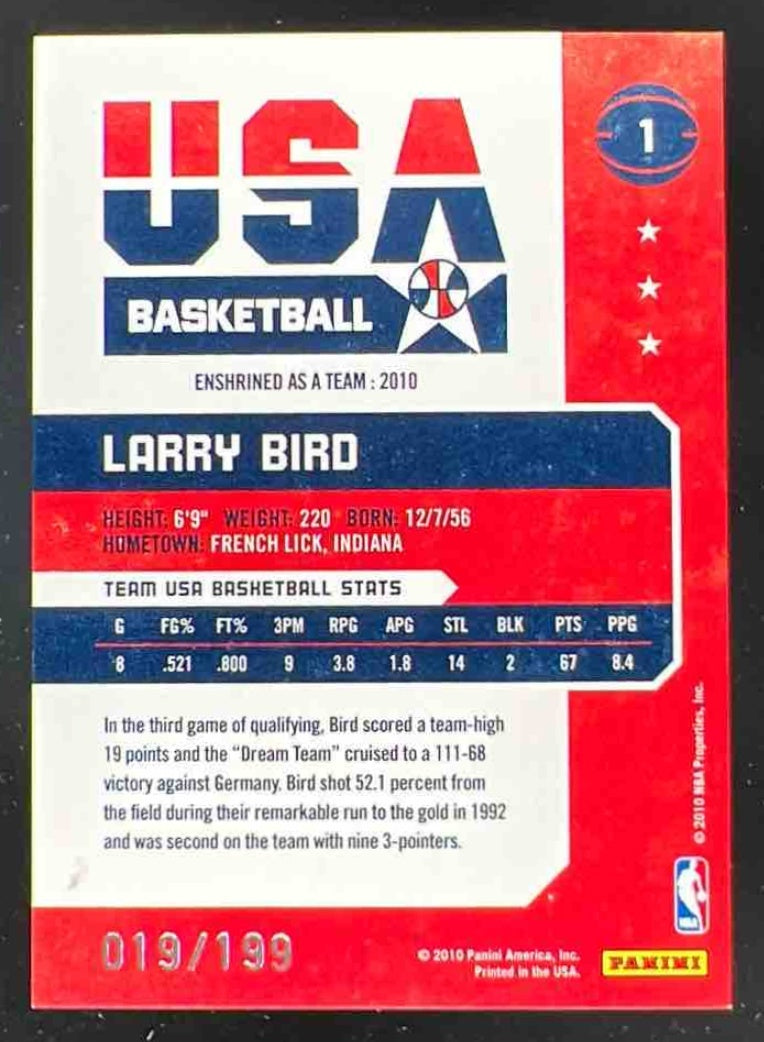 1
USA
BASKETBALL
ENSHRINED AS A TEAM : 2010
LARRY BIRD
HEIGHT: 6'9" WEIGHT: 220 BORN: 12/7/56
HOMETOWN: FRENCH LICK, INDIANA
TEAM USA BASKETBALL STATS
G FG% FT% 3PM RPG APG STL BLK PTS PPG
8 .521 .800 9 3.8 1.8 14 2 67 8.4
In the third game of qualifying, Bird scored a team-high
19 points and the "Dream Team" cruised to a 111-68
victory against Germany. Bird shot 52.1 percent from
the field during their remarkable run to the gold in 1992
and was second on the team with nine 3-pointers.
© 2010 NBA Properties, Inc.
NBA
019/199
© 2010 Panini America, Inc.
Printed in the USA.
PANINI